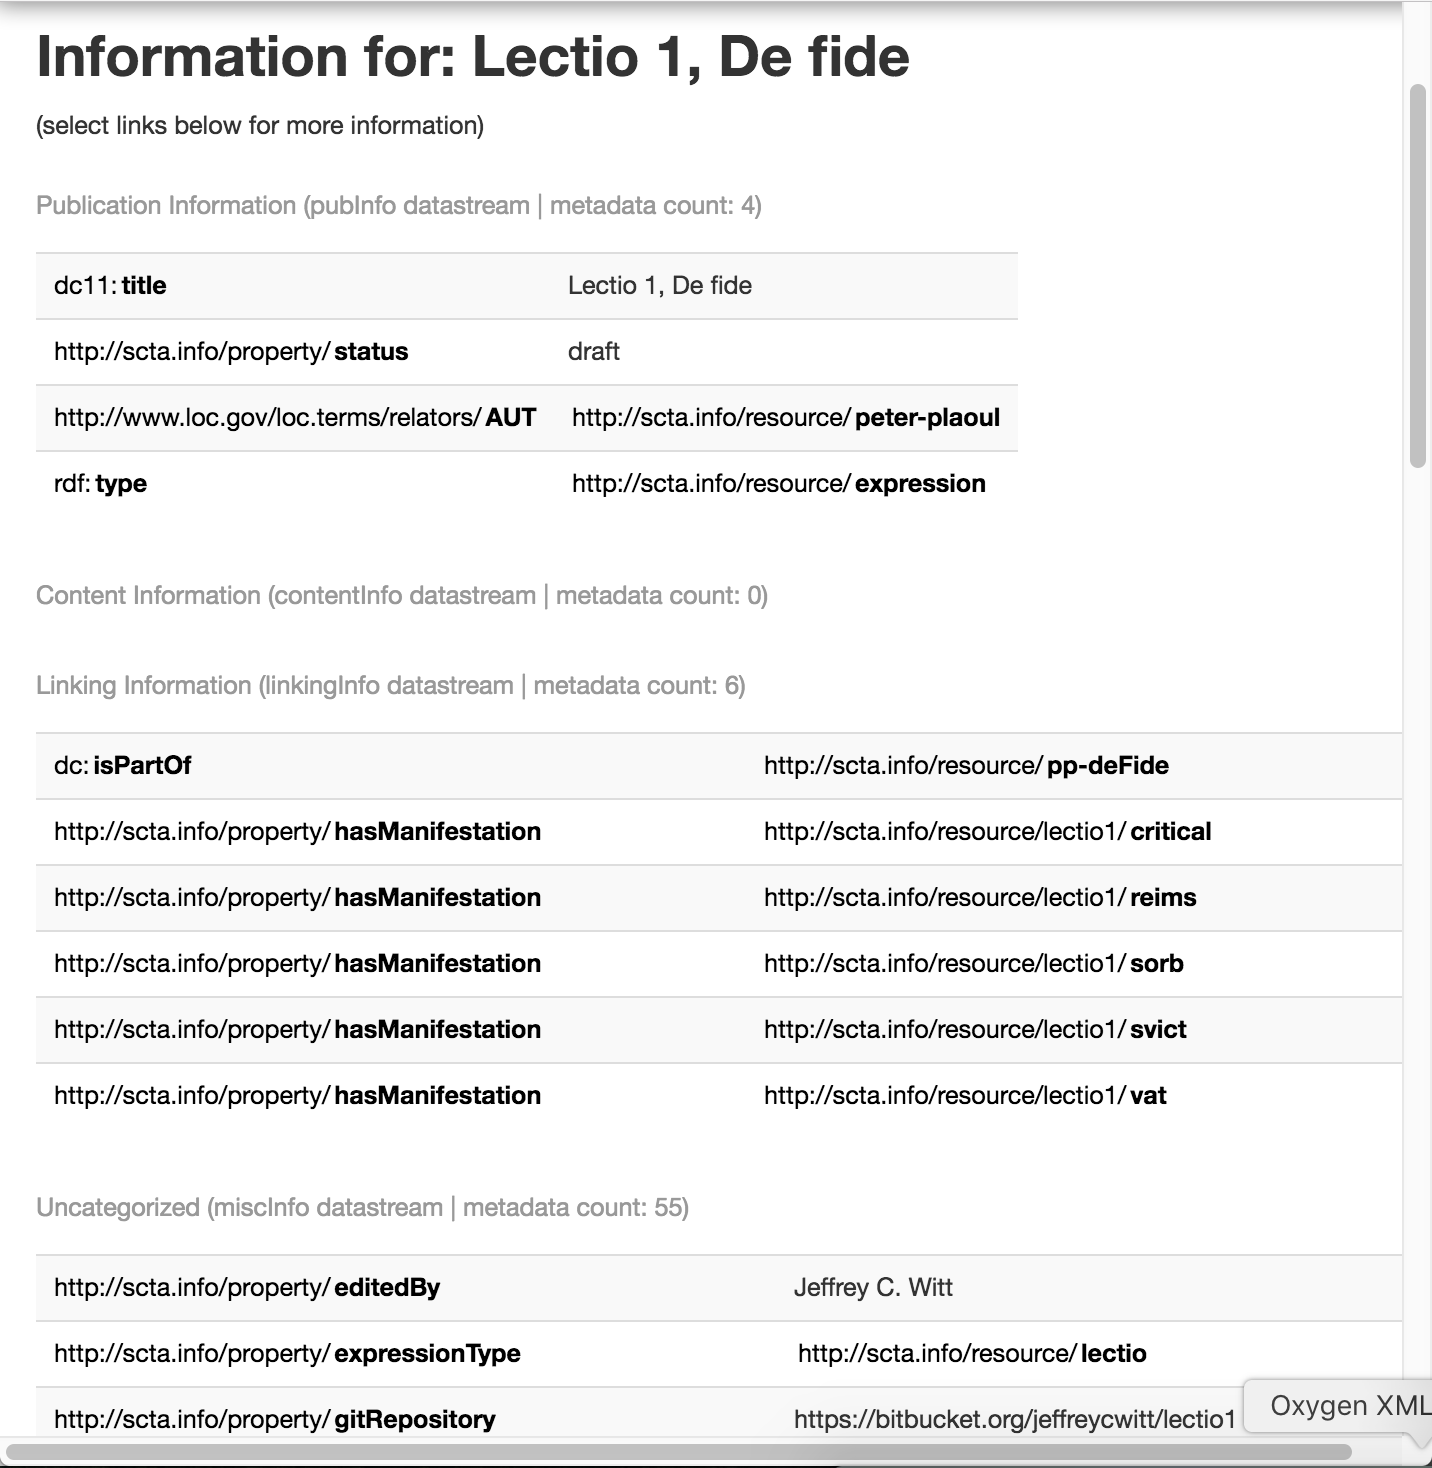 Information for: Lectio 1, De fide
(select links below for more information)
Publication Information (pubInfo datastream | metadata count: 4)
dc11: title Lectio 1, De fide
http://scta.info/property/ status draft
http://www.loc.gov/loc.terms/relators/ AUT http://scta.info/resource/ peter-plaoul
rdf: type http://scta.info/resource/ expression
Content Information (contentInfo datastream | metadata count: 0)
Linking Information (linkingInfo datastream | metadata count: 6)
dc: isPartOf http://scta.info/resource/ pp-deFide
http://scta.info/property/ hasManifestation http://scta.info/resource/lectio1/ critical
http://scta.info/property/ hasManifestation http://scta.info/resource/lectio1/ reims
http://scta.info/property/ hasManifestation http://scta.info/resource/lectio1/ sorb
http://scta.info/property/ hasManifestation http://scta.info/resource/lectio1/ svict
http://scta.info/property/ hasManifestation http://scta.info/resource/lectio1/ vat
Uncategorized (miscInfo datastream | metadata count: 55)
http://scta.info/property/ editedBy Jeffrey C. Witt
http://scta.info/property/ expressionType http://scta.info/resource/ lectio
http://scta.info/property/ gitRepository https://bitbucket.org/jeffreycwitt/lectio1
Oxygen XML